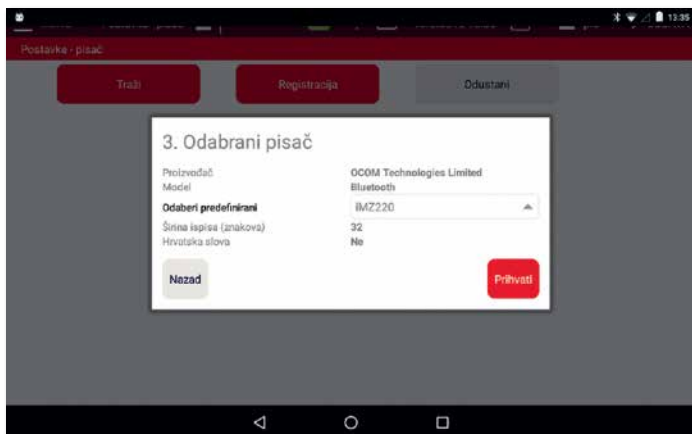 13:35
Postavke - pisač
Traži
Registracija
Odustani
3. Odabrani pisač
Proizvođač OCOM Technologies Limited
Model Bluetooth
Odaberi predefinirani iMZ220
Širina ispisa (znakova) 32
Hrvatska slova Ne
Nazad
Prihvati